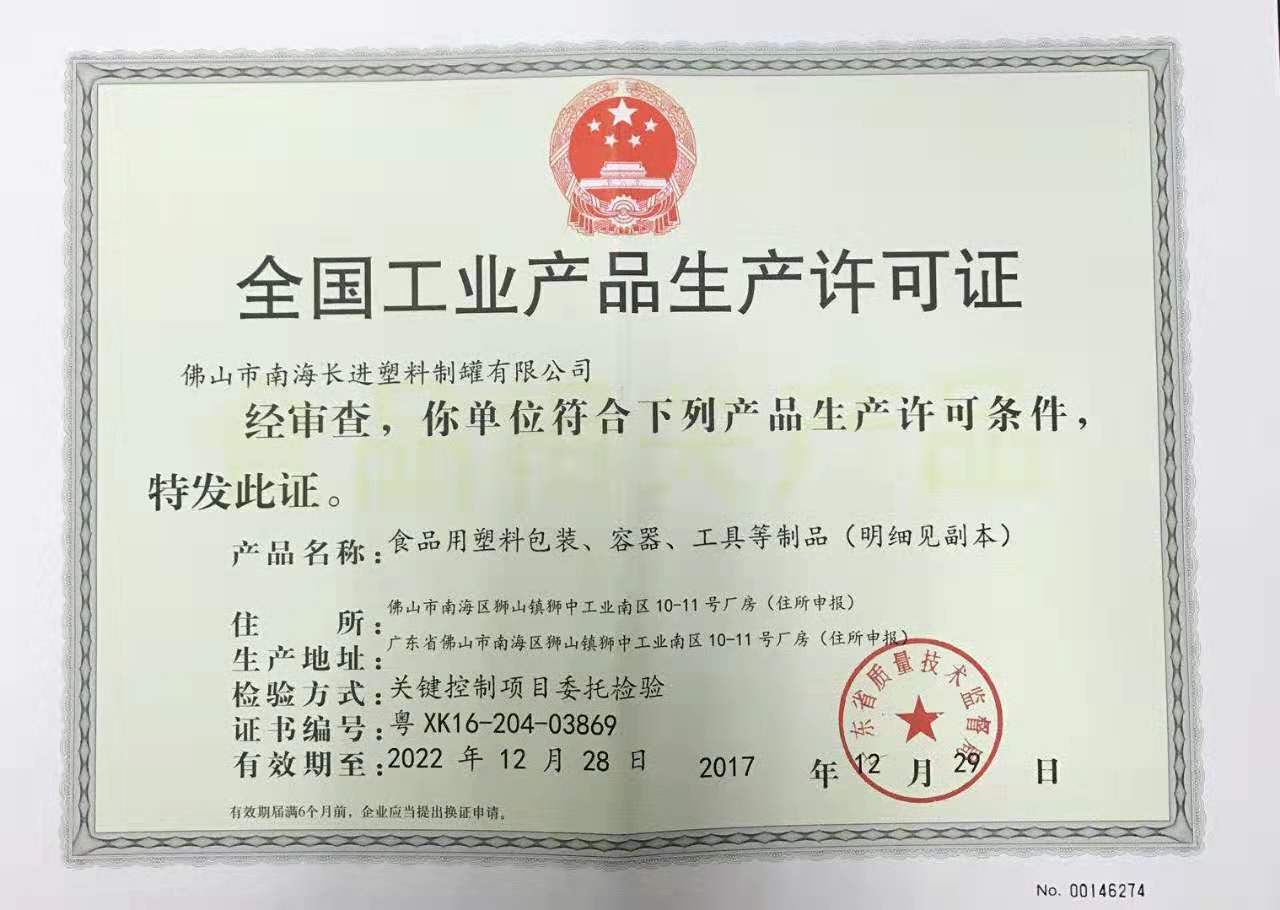 全国工业产品生产许可证
佛山市南海长进塑料制罐有限公司
经审查，你单位符合下列产品生产许可条件，
特发此证。
产品名称：食品用塑料包装、容器、工具等制品（明细见副本）
住 所：佛山市南海区狮山镇狮中工业南区10-11号厂房（住所申报）
生产地址：广东省佛山市南海区狮山镇狮中工业南区10-11号厂房（住所申报）
检验方式：关键控制项目委托检验
证书编号：粤XK16-204-03869
有效期至：2022 年 12 月 28 日
2017 年 12 月 29 日
东省质量技术监督局
有效期届满6个月前，企业应当提出换证申请。
No. 00146274